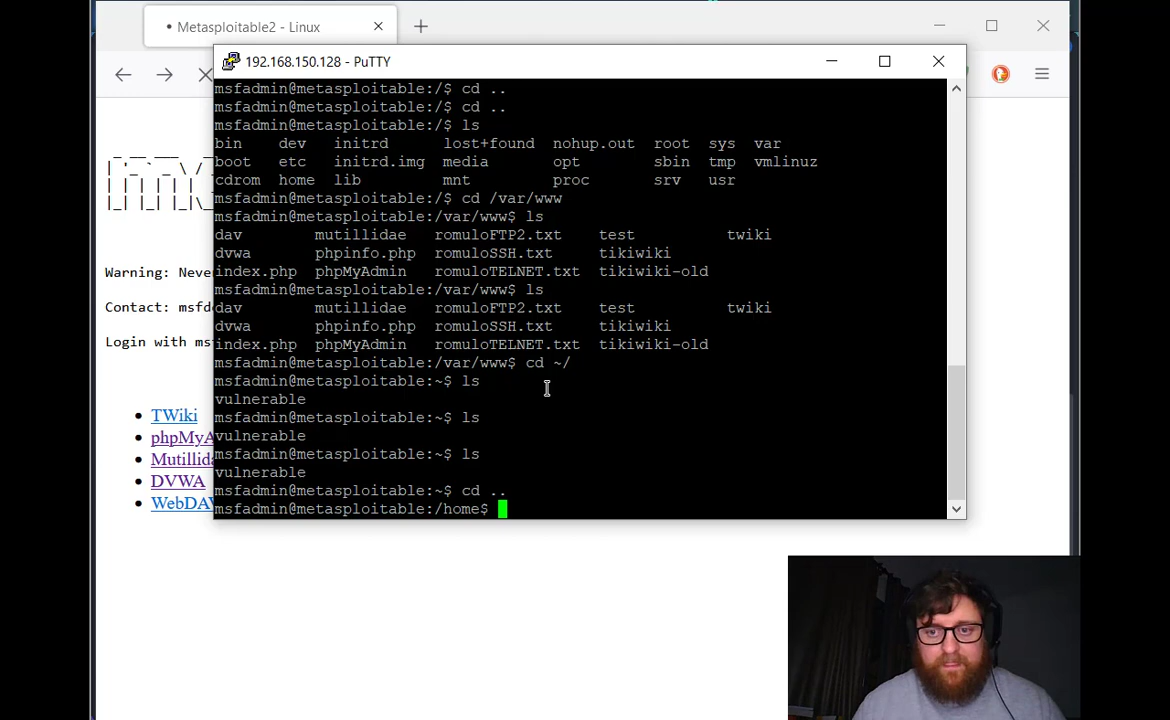 Metasploitable2 - Linux
192.168.150.128 - PuTTY
msfadmin@metasploitable:/$ cd ..
msfadmin@metasploitable:/$ cd ..
msfadmin@metasploitable:/$ ls
bin dev initrd lost+found nohup.out root sys var
boot etc initrd.img media opt sbin tmp vmlinuz
cdrom home lib mnt proc srv usr
msfadmin@metasploitable:/$ cd /var/www
msfadmin@metasploitable:/var/www$ ls
dav mutillidae romuloFTP2.txt test twiki
dvwa phpinfo.php romuloSSH.txt tikiwiki
index.php phpMyAdmin romuloTELNET.txt tikiwiki-old
msfadmin@metasploitable:/var/www$ ls
dav mutillidae romuloFTP2.txt test twiki
dvwa phpinfo.php romuloSSH.txt tikiwiki
index.php phpMyAdmin romuloTELNET.txt tikiwiki-old
msfadmin@metasploitable:/var/www$ cd ~/
msfadmin@metasploitable:~$ ls
vulnerable
msfadmin@metasploitable:~$ ls
vulnerable
msfadmin@metasploitable:~$ ls
vulnerable
msfadmin@metasploitable:~$ cd ..
msfadmin@metasploitable:/home$
Warning: Neve
Contact: msfd
Login with ms
TWiki
phpMyA
Mutillid
DVWA
WebDAV